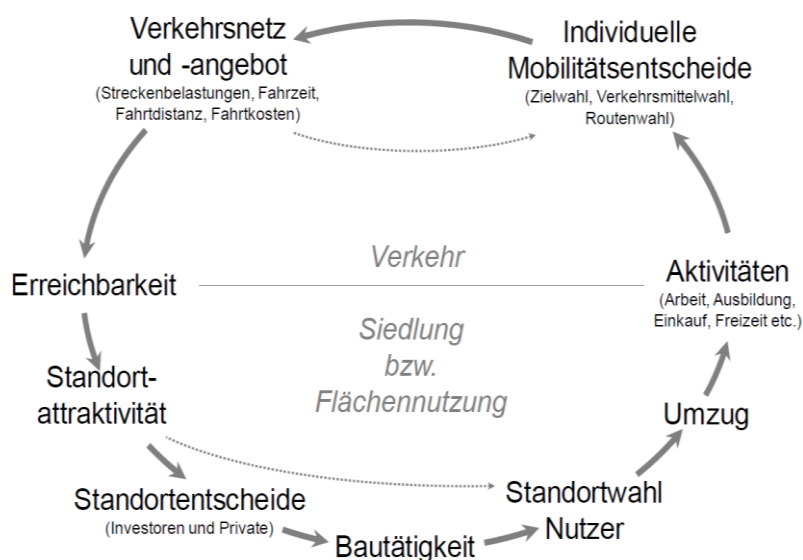 Verkehrsnetz
und -angebot
(Streckenbelastungen, Fahrzeit,
Fahrtdistanz, Fahrtkosten)
Individuelle
Mobilitätsentscheide
(Zielwahl, Verkehrsmittelwahl,
Routenwahl)
Verkehr
Erreichbarkeit
Aktivitäten
(Arbeit, Ausbildung,
Einkauf, Freizeit etc.)
Siedlung
bzw.
Flächennutzung
Standort-
attraktivität
Umzug
Standortentscheide
(Investoren und Private)
Standortwahl
Nutzer
Bautätigkeit